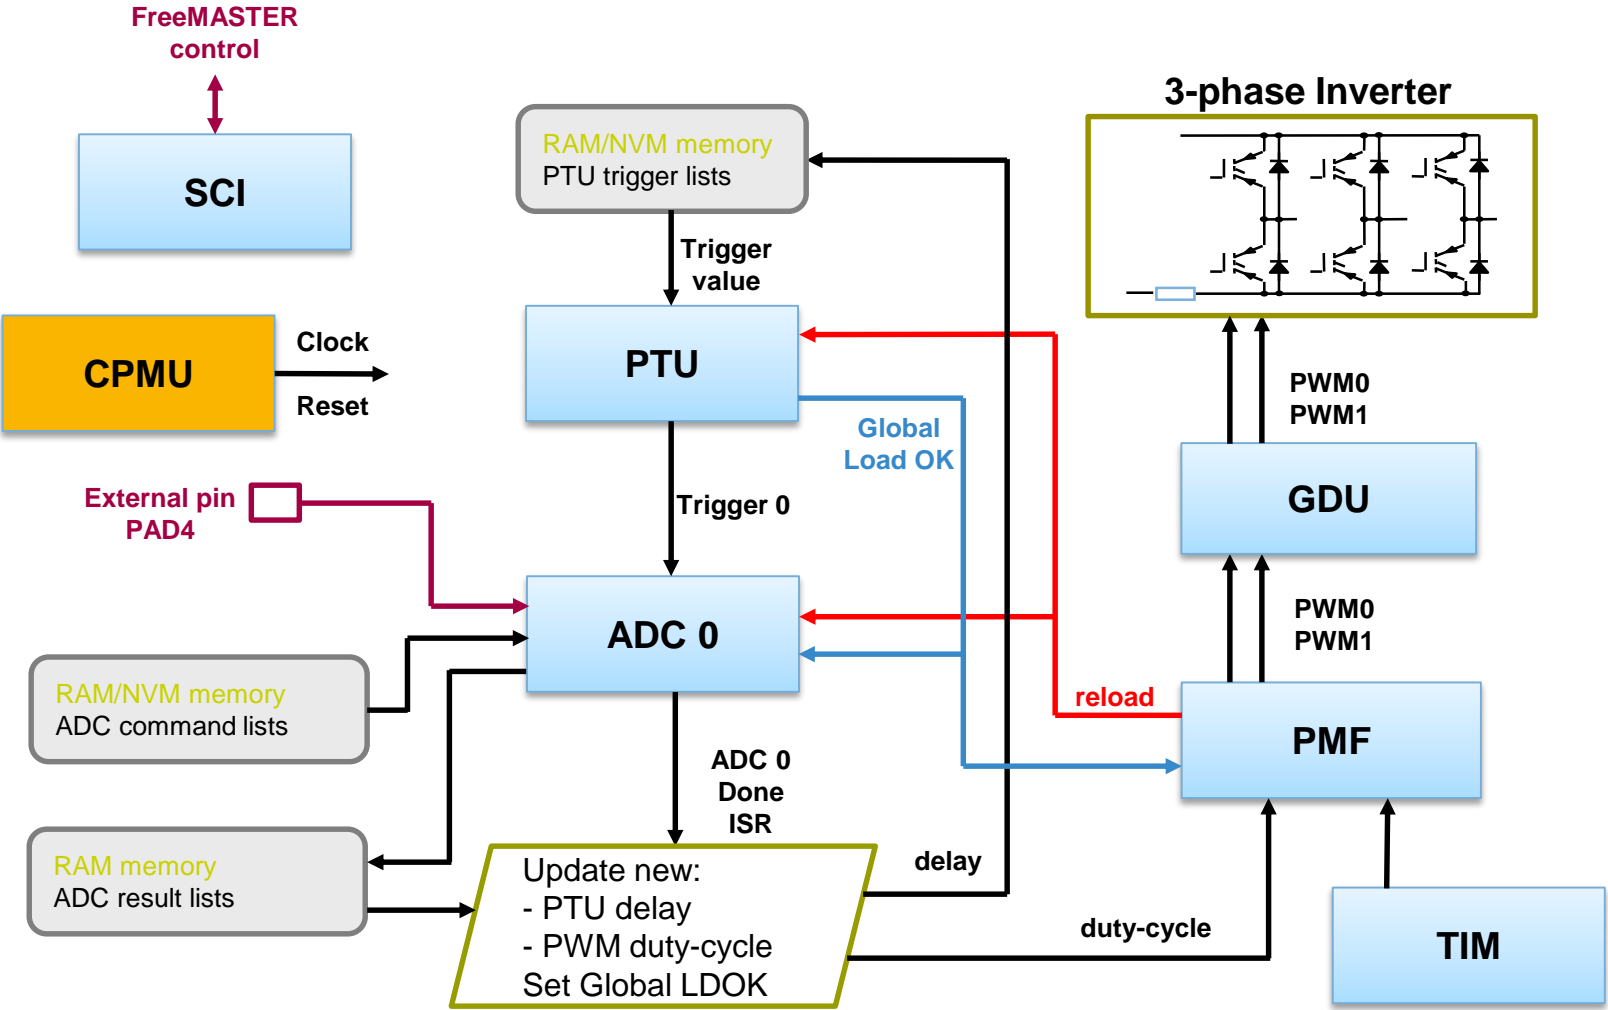 FreeMASTER
control
SCI
RAM/NVM memory
PTU trigger lists
3-phase Inverter
Trigger
value
CPMU
Clock
Reset
PTU
Global
Load OK
PWM0
PWM1
GDU
External pin
PAD4
Trigger 0
ADC 0
PWM0
PWM1
RAM/NVM memory
ADC command lists
reload
PMF
ADC 0
Done
ISR
RAM memory
ADC result lists
Update new:
- PTU delay
- PWM duty-cycle
Set Global LDOK
delay
duty-cycle
TIM